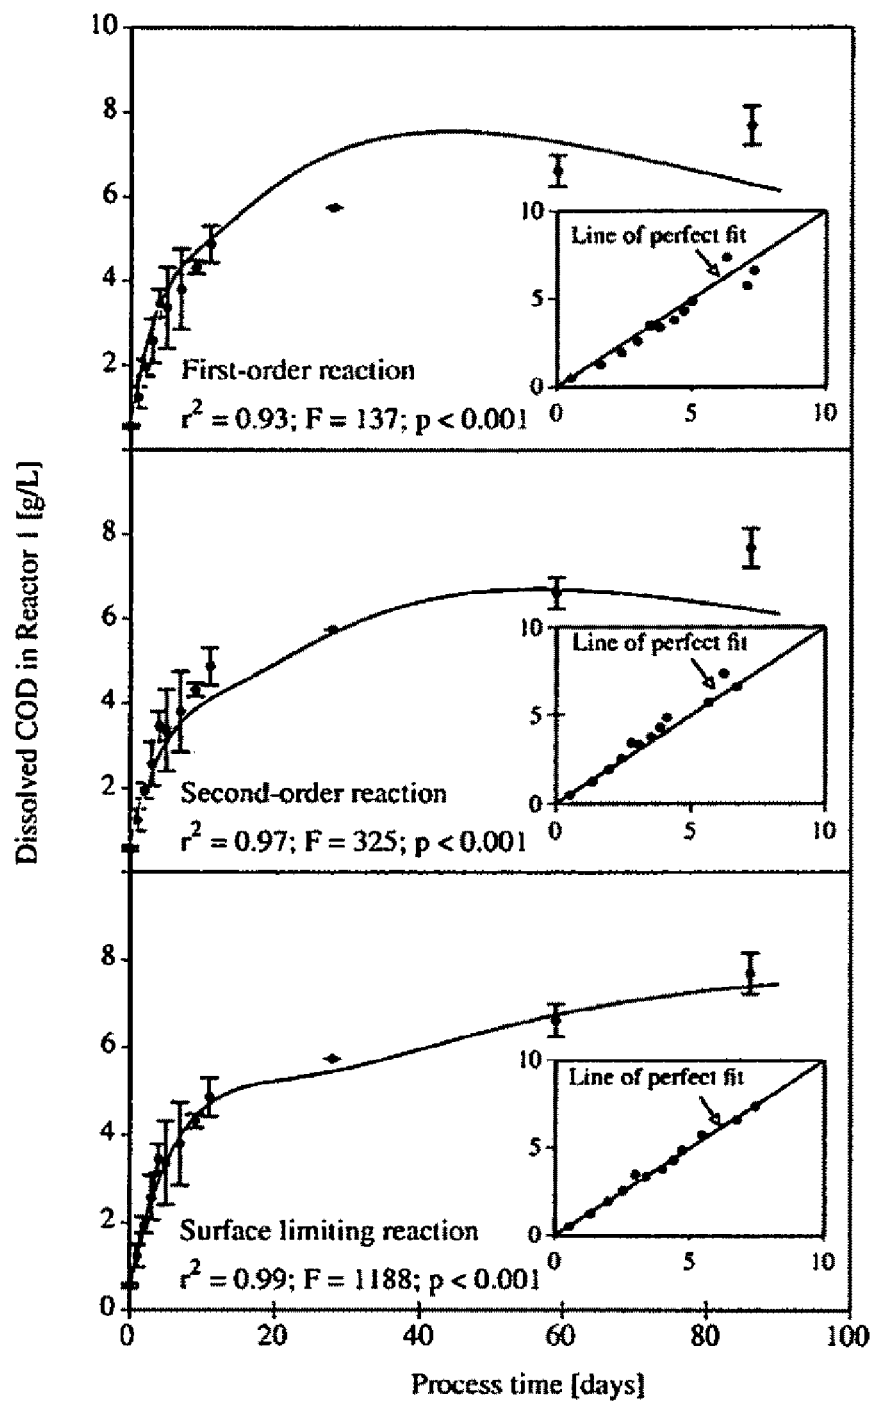 Dissolved COD in Reactor 1 [g/L]
10
8
6
4
2
Line of perfect fit
10
5
0
0 5 10
First-order reaction
r² = 0.93; F = 137; p < 0.001
8
6
4
2
Line of perfect fit
10
5
0
5 10
Second-order reaction
r² = 0.97; F = 325; p < 0.001
8
6
4
2
0
Line of perfect fit
10
5
0
0 5 10
Surface limiting reaction
r² = 0.99; F = 1188; p < 0.001
0 20 40 60 80 100
Process time [days]